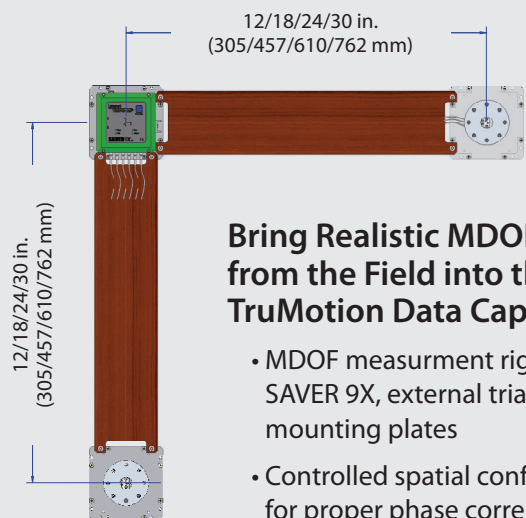 12/18/24/30 in.
(305/457/610/762 mm)
12/18/24/30 in.
(305/457/610/762 mm)
Bring Realistic MDO
from the Field into t
TruMotion Data Cap
• MDOF measurment rig
SAVER 9X, external tria
mounting plates
• Controlled spatial conf
for proper phase corre